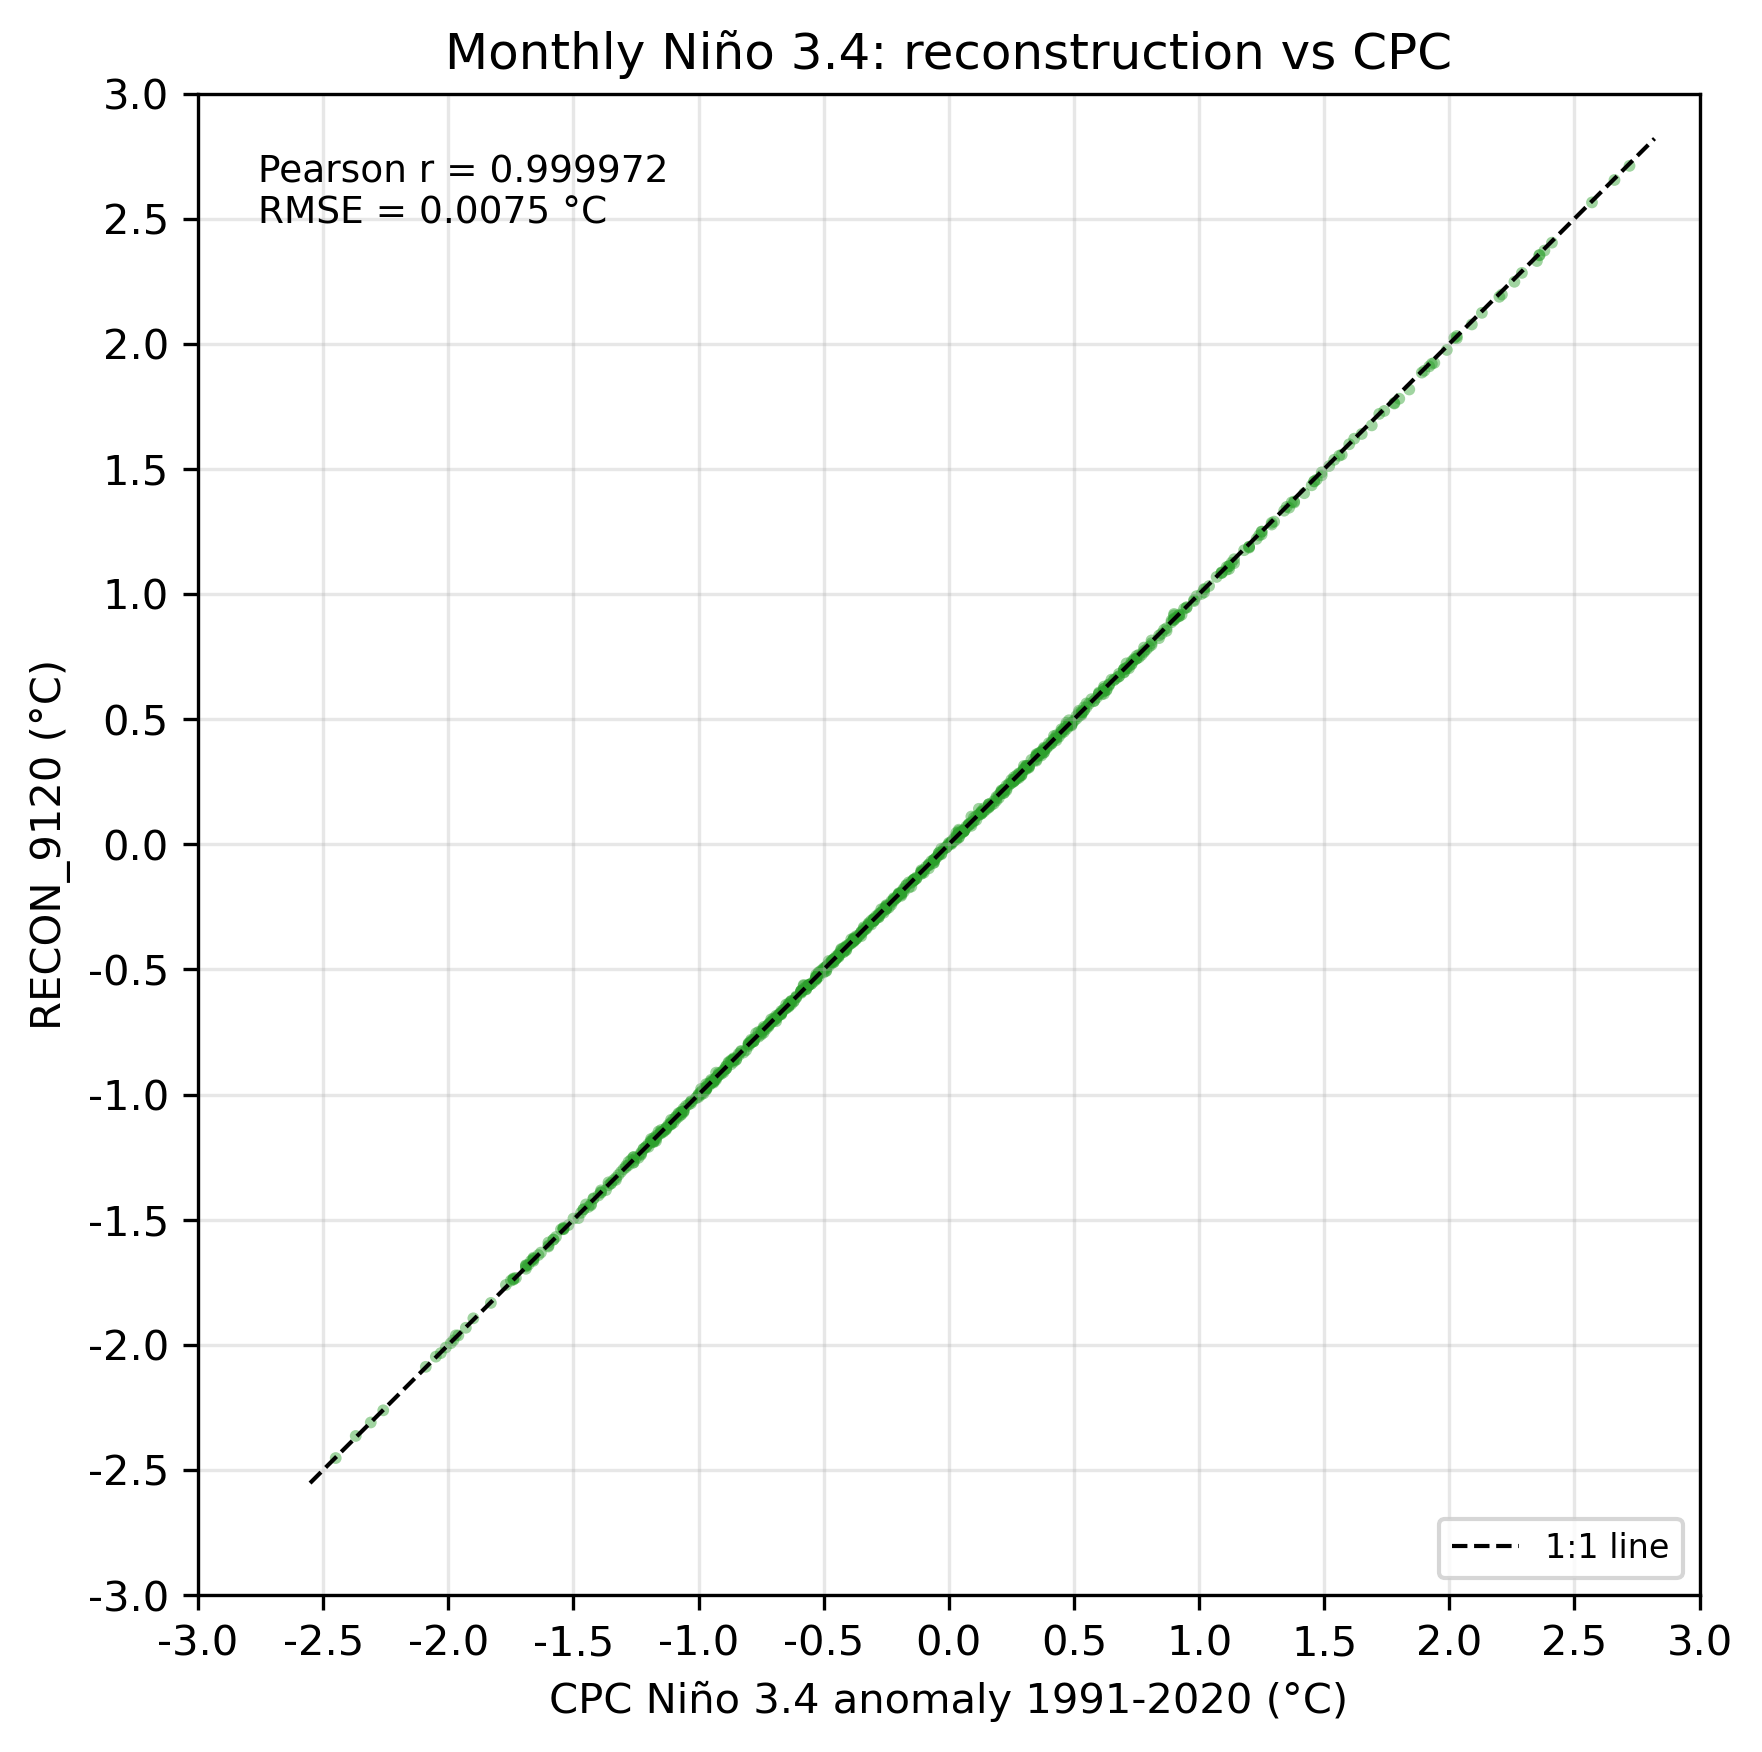 Monthly Niño 3.4: reconstruction vs CPC
3.0
2.5
2.0
1.5
1.0
0.5
0.0
-0.5
-1.0
-1.5
-2.0
-2.5
-3.0
Pearson r = 0.999972
RMSE = 0.0075 °C
RECON_9120 (°C)
1:1 line
-3.0 -2.5 -2.0 -1.5 -1.0 -0.5 0.0 0.5 1.0 1.5 2.0 2.5 3.0
CPC Niño 3.4 anomaly 1991-2020 (°C)